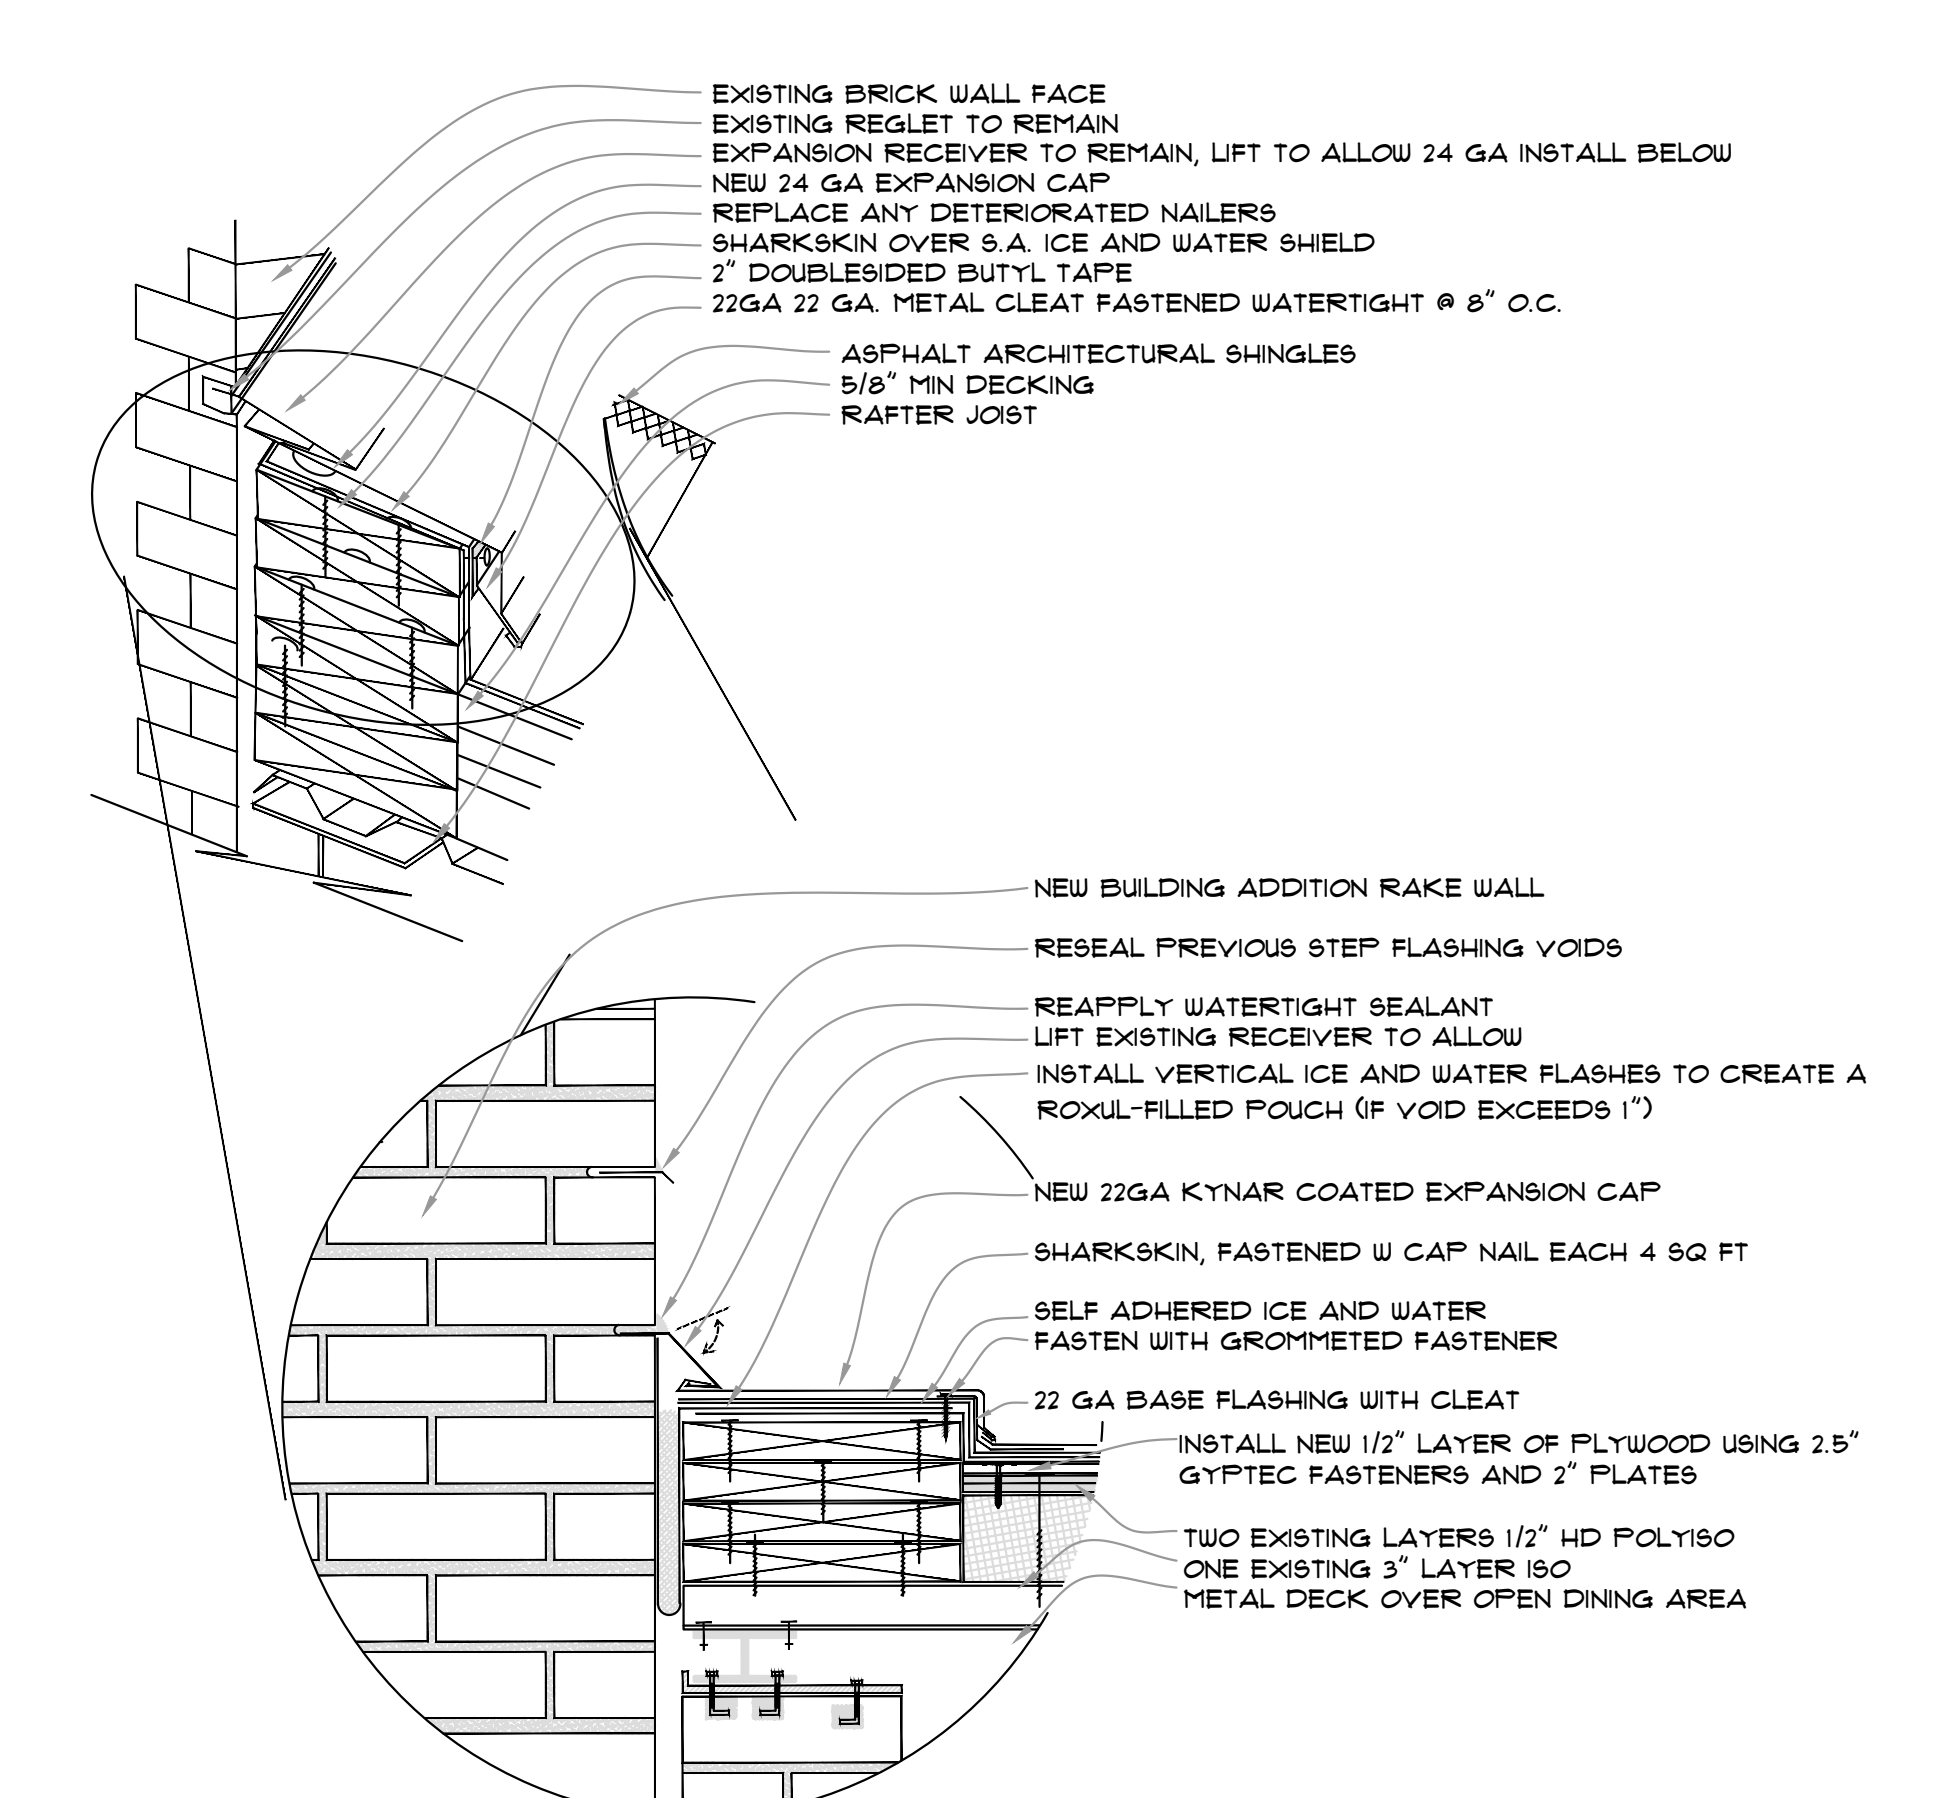 EXISTING BRICK WALL FACE
EXISTING REGLET TO REMAIN
EXPANSION RECEIVER TO REMAIN, LIFT TO ALLOW 24 GA INSTALL BELOW
NEW 24 GA EXPANSION CAP
REPLACE ANY DETERIORATED NAILERS
SHARKSKIN OVER S.A. ICE AND WATER SHIELD
2" DOUBLESIDED BUTYL TAPE
22GA 22 GA. METAL CLEAT FASTENED WATERTIGHT @ 8" O.C.
ASPHALT ARCHITECTURAL SHINGLES
5/8" MIN DECKING
RAFTER JOIST
NEW BUILDING ADDITION RAKE WALL
RESEAL PREVIOUS STEP FLASHING VOIDS
REAPPLY WATERTIGHT SEALANT
LIFT EXISTING RECEIVER TO ALLOW
INSTALL VERTICAL ICE AND WATER FLASHES TO CREATE A
ROXUL-FILLED POUCH (IF VOID EXCEEDS 1")
NEW 22GA KYNAR COATED EXPANSION CAP
SHARKSKIN, FASTENED W CAP NAIL EACH 4 SQ FT
SELF ADHERED ICE AND WATER
FASTEN WITH GROMMETED FASTENER
22 GA BASE FLASHING WITH CLEAT
INSTALL NEW 1/2" LAYER OF PLYWOOD USING 2.5"
GYPTEC FASTENERS AND 2" PLATES
TWO EXISTING LAYERS 1/2" HD POLYISO
ONE EXISTING 3" LAYER ISO
METAL DECK OVER OPEN DINING AREA